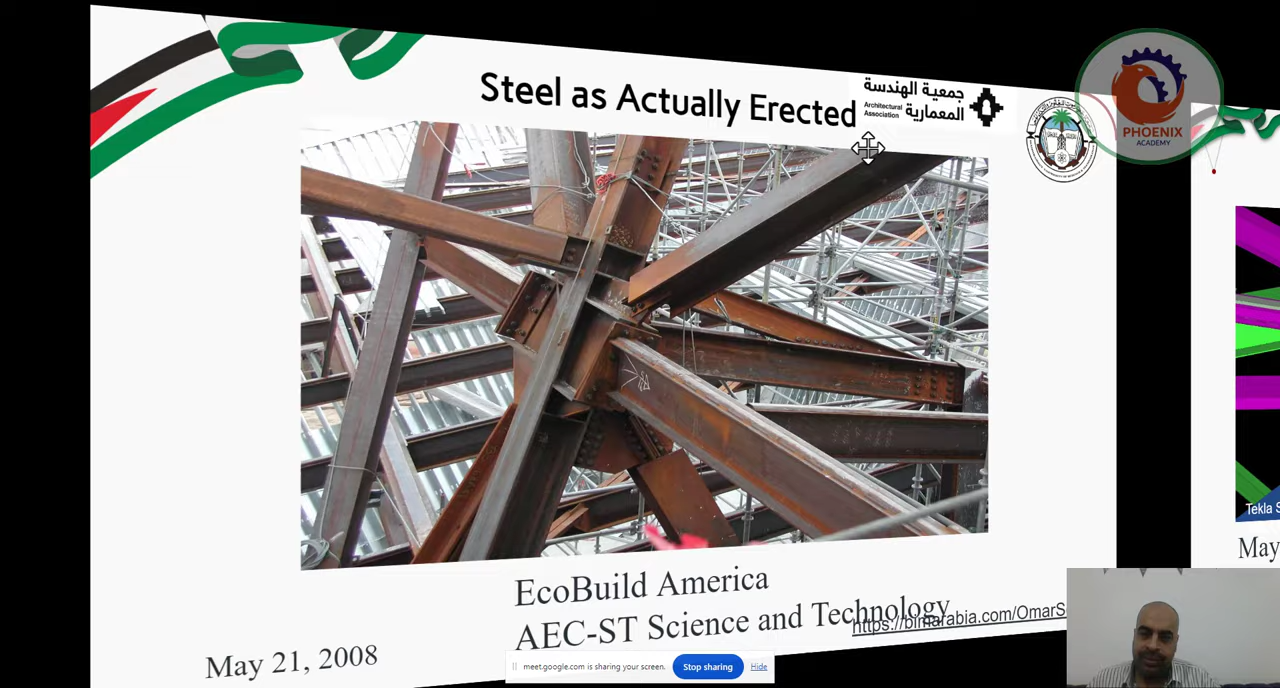 Steel as Actually Erected
جمعية الهندسة
المعمارية
Architectural
Association
PHOENIX
ACADEMY
EcoBuild America
AEC-ST Science and Technology
https://bimarabia.com/OmarS
May 21, 2008
meet.google.com is sharing your screen.
Stop sharing
Hide
Tekla S
May